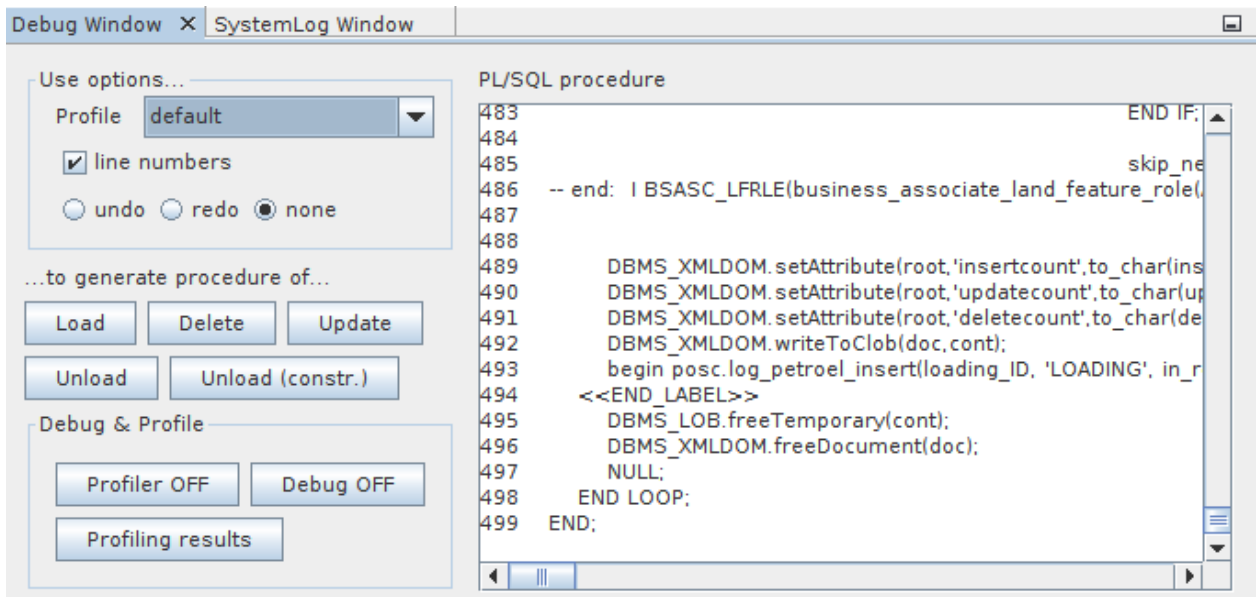 Debug Window X SystemLog Window
Use options...
Profile default
line numbers
undo redo none
...to generate procedure of...
Load Delete Update
Unload Unload (constr.)
Debug & Profile
Profiler OFF Debug OFF
Profiling results
PL/SQL procedure
483 END IF;
484
485 skip_ne
486 -- end: I BSASC_LFRLE(business_associate_land_feature_role(
487
488
489 DBMS_XMLDOM.setAttribute(root,'insertcount',to_char(ins
490 DBMS_XMLDOM.setAttribute(root,'updatecount',to_char(up
491 DBMS_XMLDOM.setAttribute(root,'deletecount',to_char(de
492 DBMS_XMLDOM.writeToClob(doc,cont);
493 begin posc.log_petroel_insert(loading_ID, 'LOADING', in_r
494 <<END_LABEL>>
495 DBMS_LOB.freeTemporary(cont);
496 DBMS_XMLDOM.freeDocument(doc);
497 NULL;
498 END LOOP;
499 END;